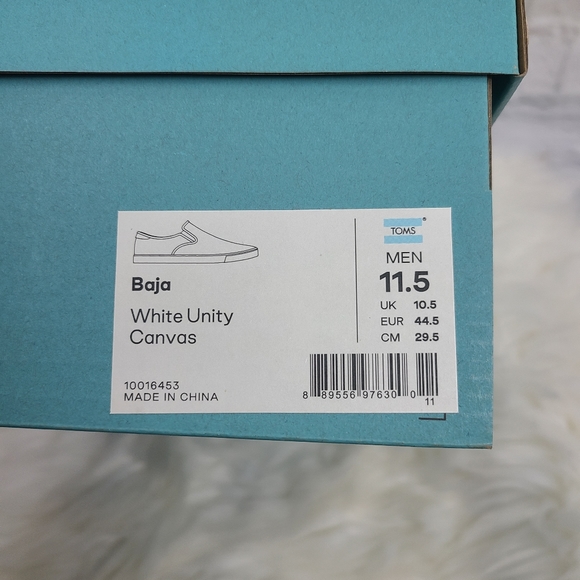 Baja
White Unity
Canvas
10016453
MADE IN CHINA
TOMS®
MEN
11.5
UK 10.5
EUR 44.5
CM 29.5
8 89556 97630 0
11